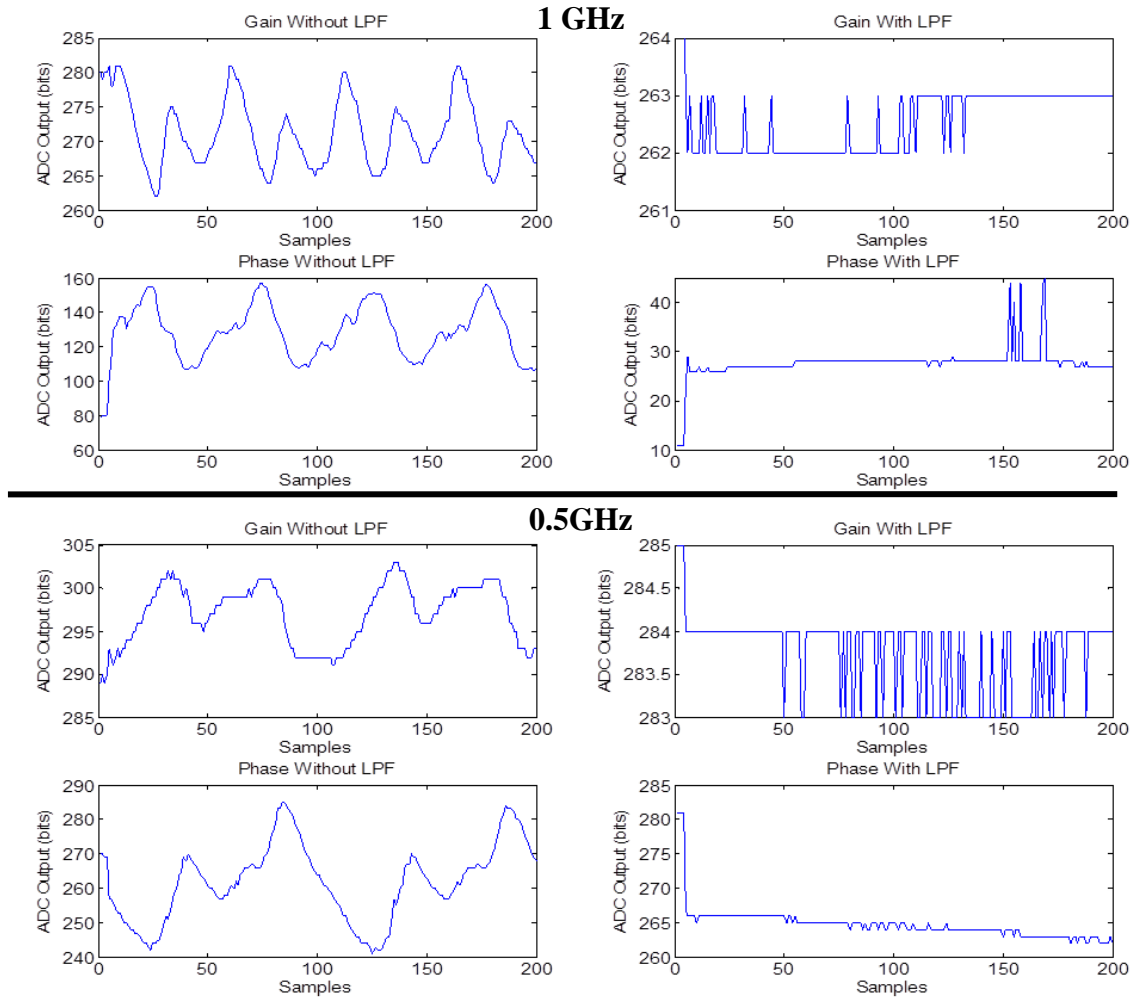 1 GHz
Gain Without LPF
ADC Output (bits)
285
280
275
270
265
260
0 50 100 150 200
Samples
Gain With LPF
ADC Output (bits)
264
263
262
261
0 50 100 150 200
Samples
Phase Without LPF
ADC Output (bits)
160
140
120
100
80
60
0 50 100 150 200
Samples
Phase With LPF
ADC Output (bits)
40
30
20
10
0 50 100 150 200
Samples
0.5GHz
Gain Without LPF
ADC Output (bits)
305
300
295
290
285
0 50 100 150 200
Samples
Gain With LPF
ADC Output (bits)
285
284.5
284
283.5
283
0 50 100 150 200
Samples
Phase Without LPF
ADC Output (bits)
290
280
270
260
250
240
0 50 100 150 200
Samples
Phase With LPF
ADC Output (bits)
285
280
275
270
265
260
0 50 100 150 200
Samples